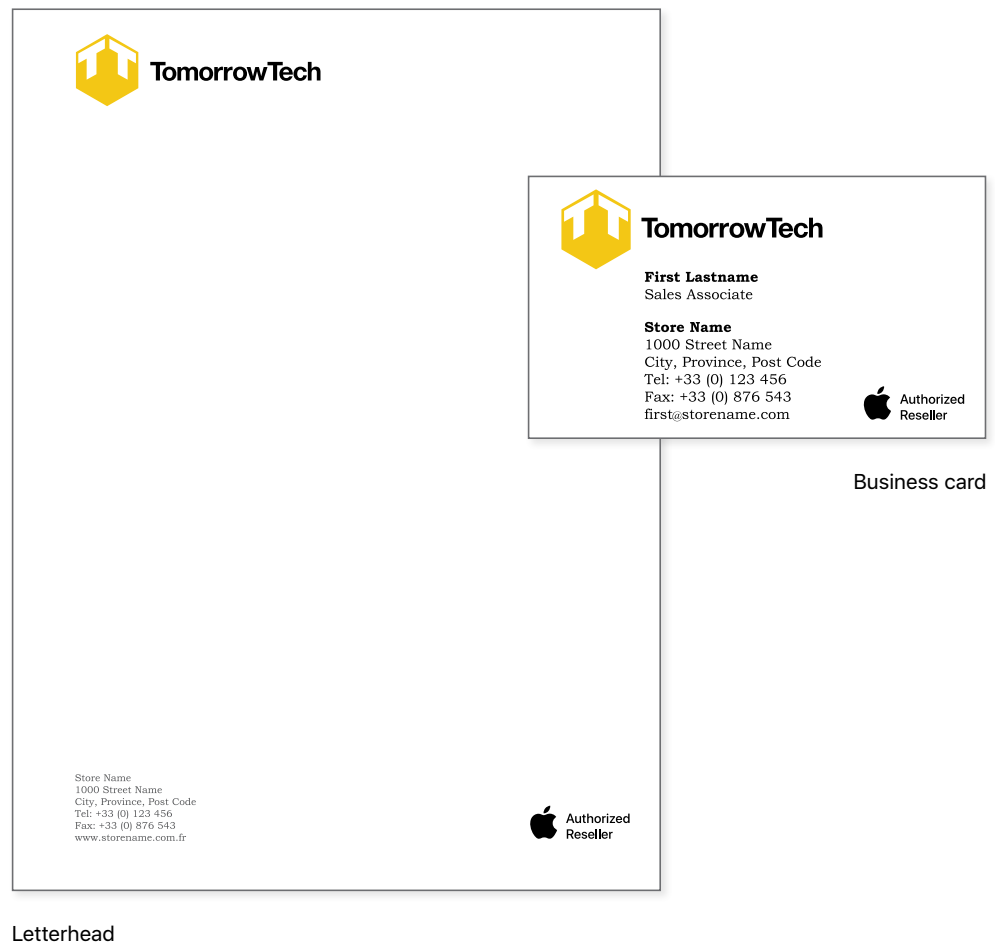 TomorrowTech
TomorrowTech
First Lastname
Sales Associate
Store Name
1000 Street Name
City, Province, Post Code
Tel: +33 (0) 123 456
Fax: +33 (0) 876 543
first@storename.com
Authorized
Reseller
Business card
Store Name
1000 Street Name
City, Province, Post Code
Tel: +33 (0) 123 456
Fax: +33 (0) 876 543
www.storename.com.fr
Authorized
Reseller
Letterhead